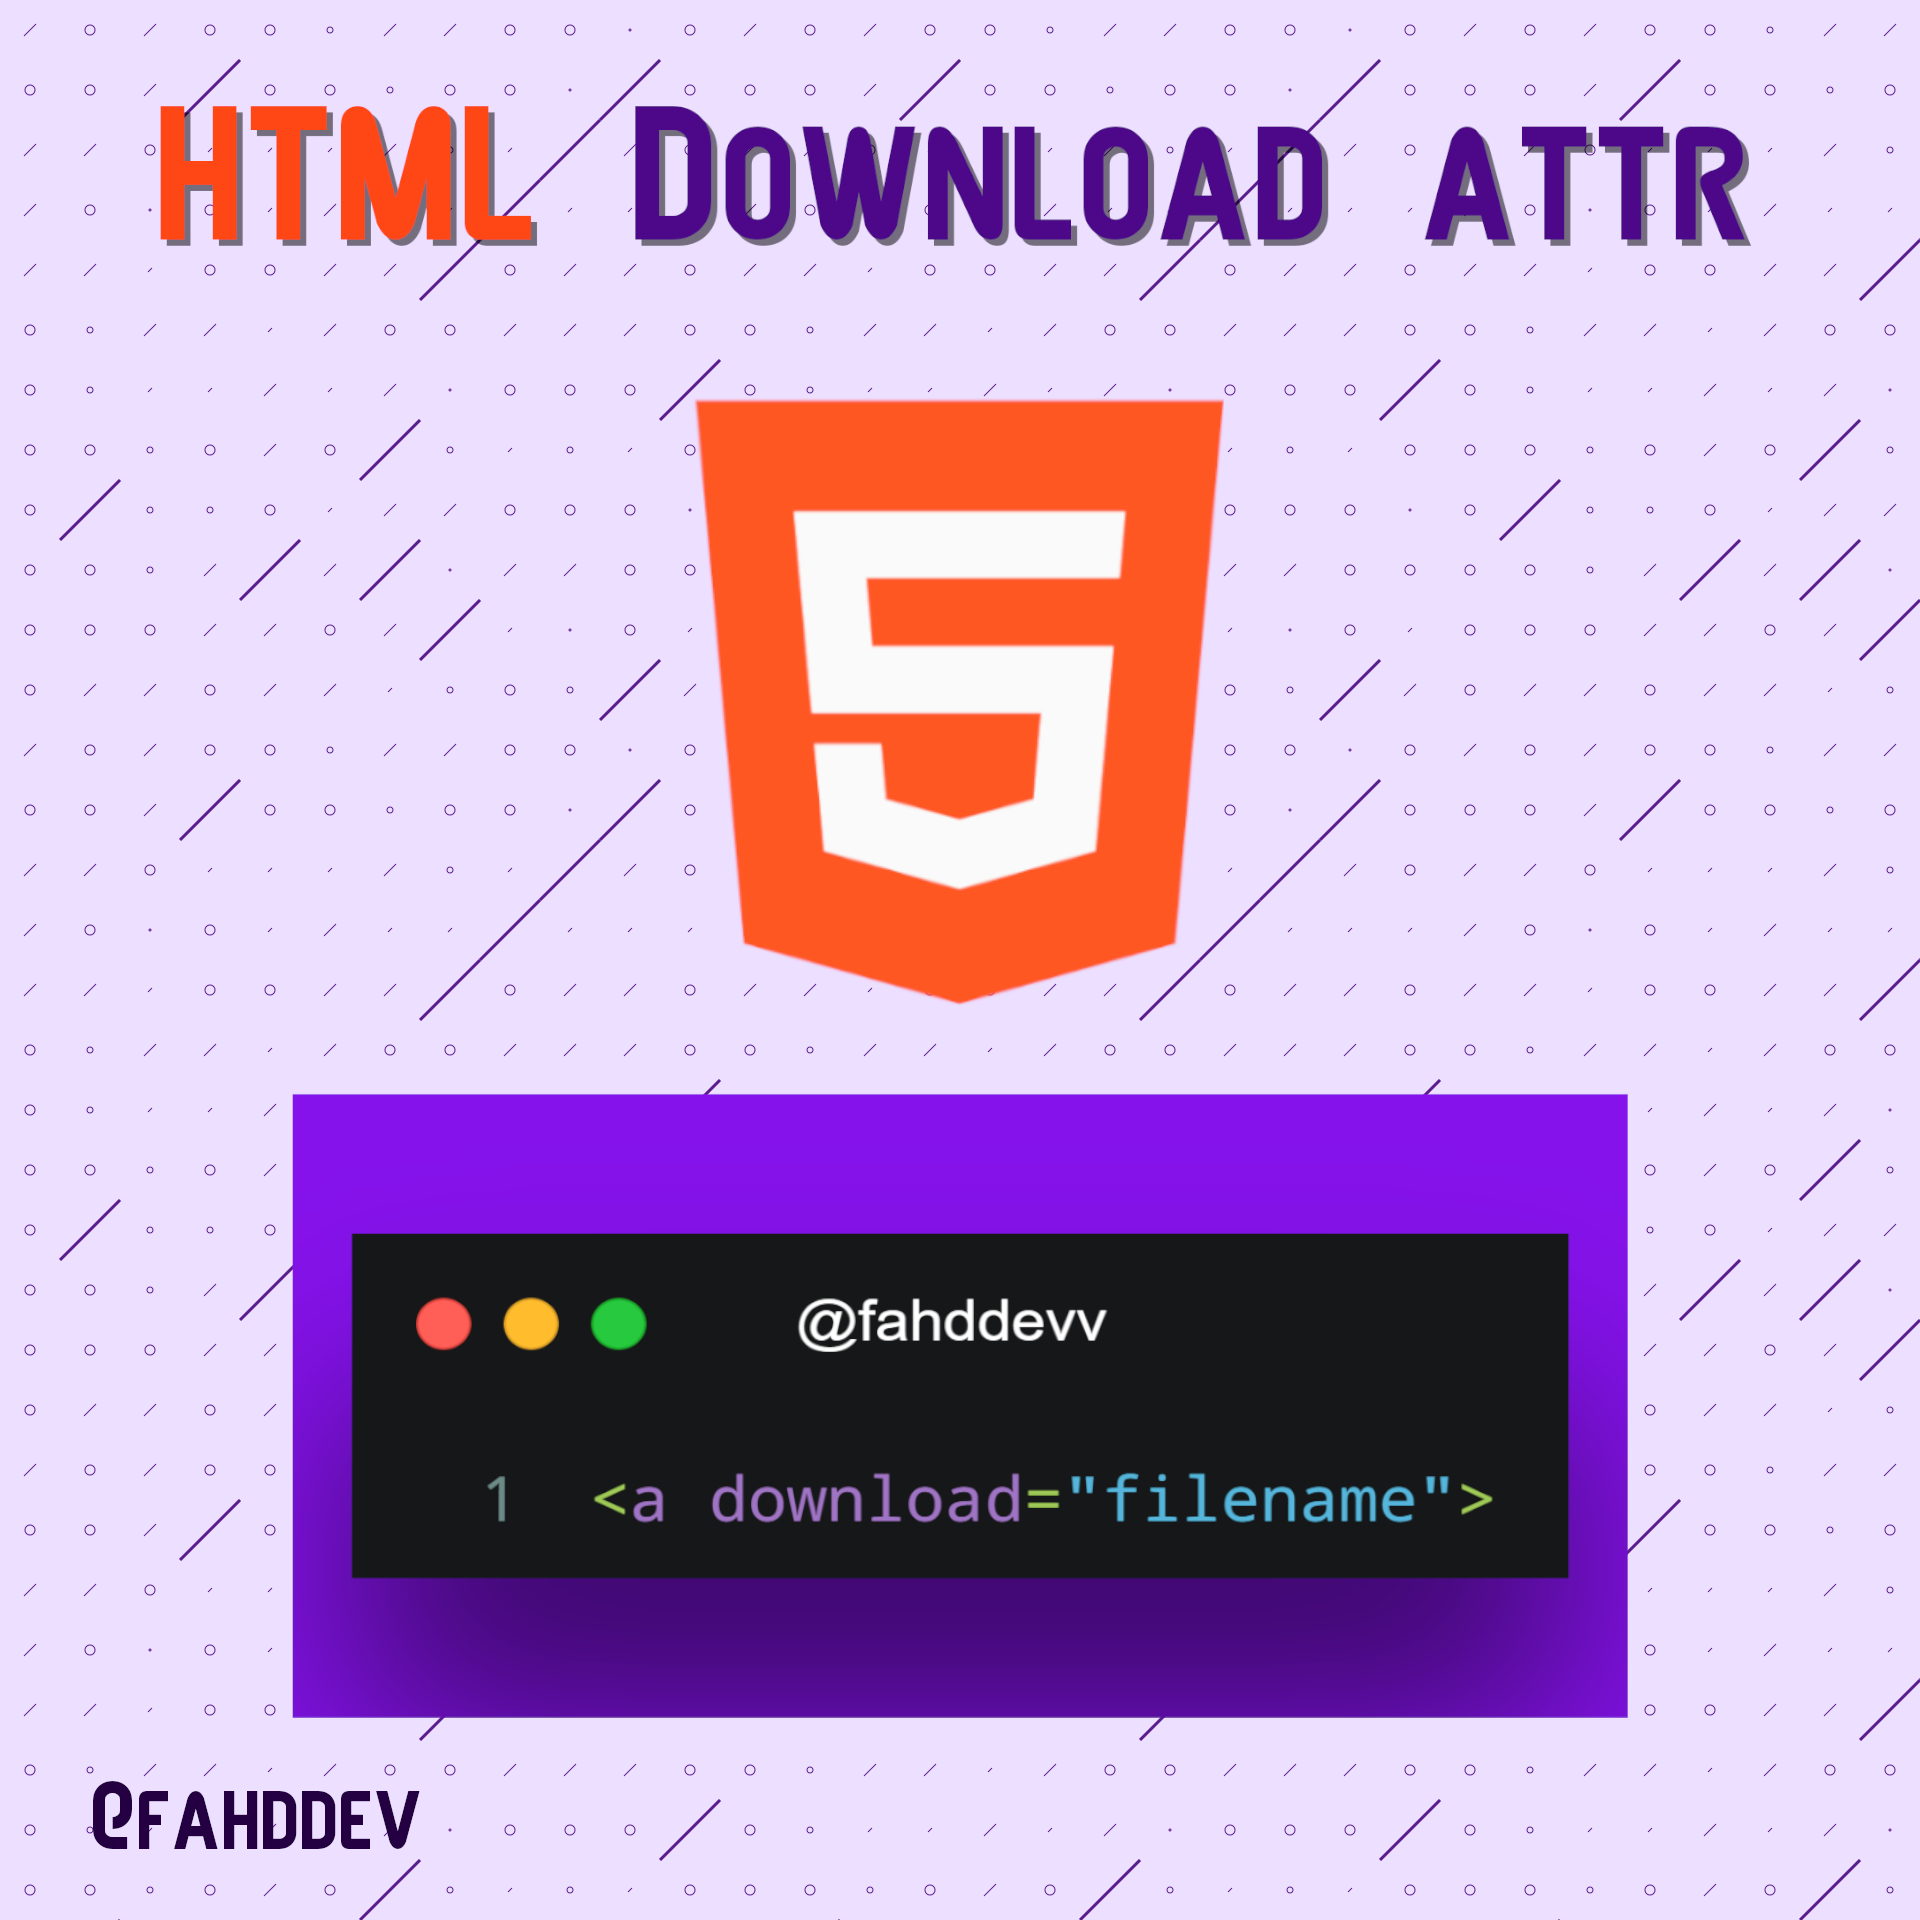 HTML Download attr
5
@fahddevv
1 <a download="filename">
@FAHDDEV